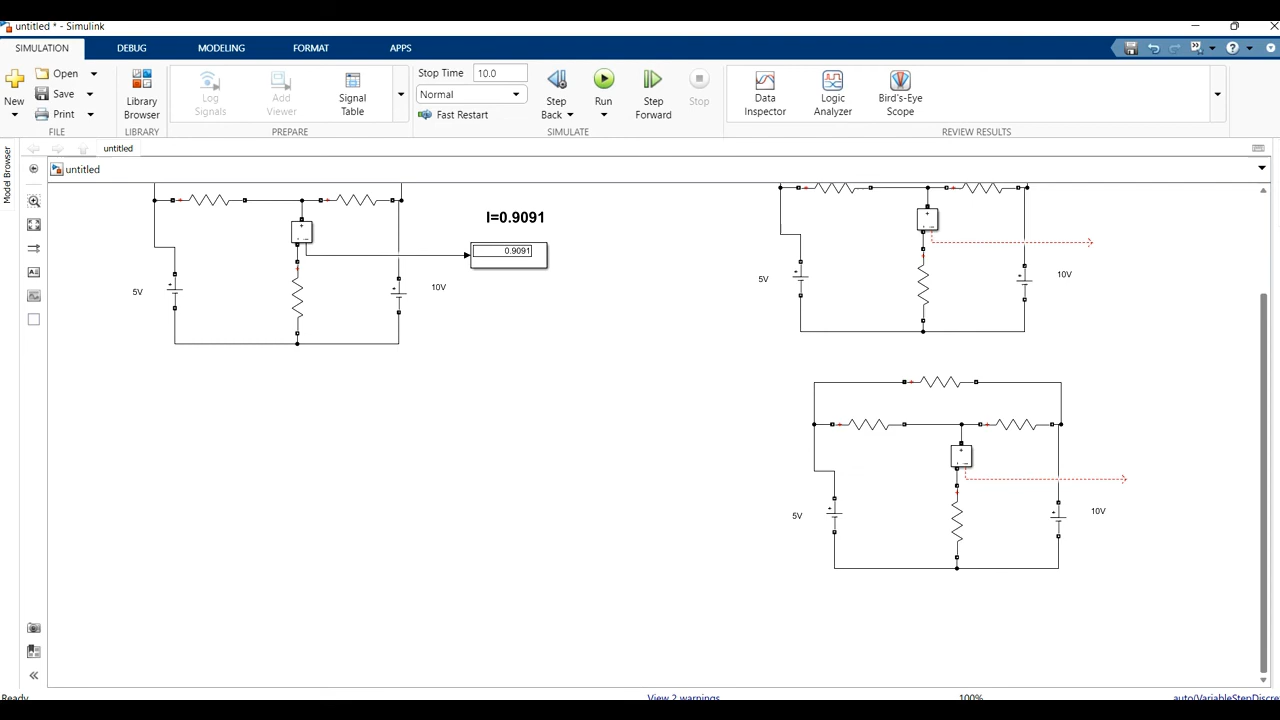 untitled * - Simulink
SIMULATION
DEBUG
MODELING
FORMAT
APPS
New
Open
Save
Print
FILE
Library
Browser
LIBRARY
Log
Signals
Add
Viewer
Signal
Table
PREPARE
Stop Time
10.0
Normal
Fast Restart
Step
Back
Run
Step
Forward
Stop
SIMULATE
Data
Inspector
Logic
Analyzer
Bird's-Eye
Scope
REVIEW RESULTS
Model Browser
untitled
untitled
I=0.9091
0.9091
5V
10V
5V
10V
5V
10V
Ready
View 2 warnings
100%
auto(VariableStepDiscre